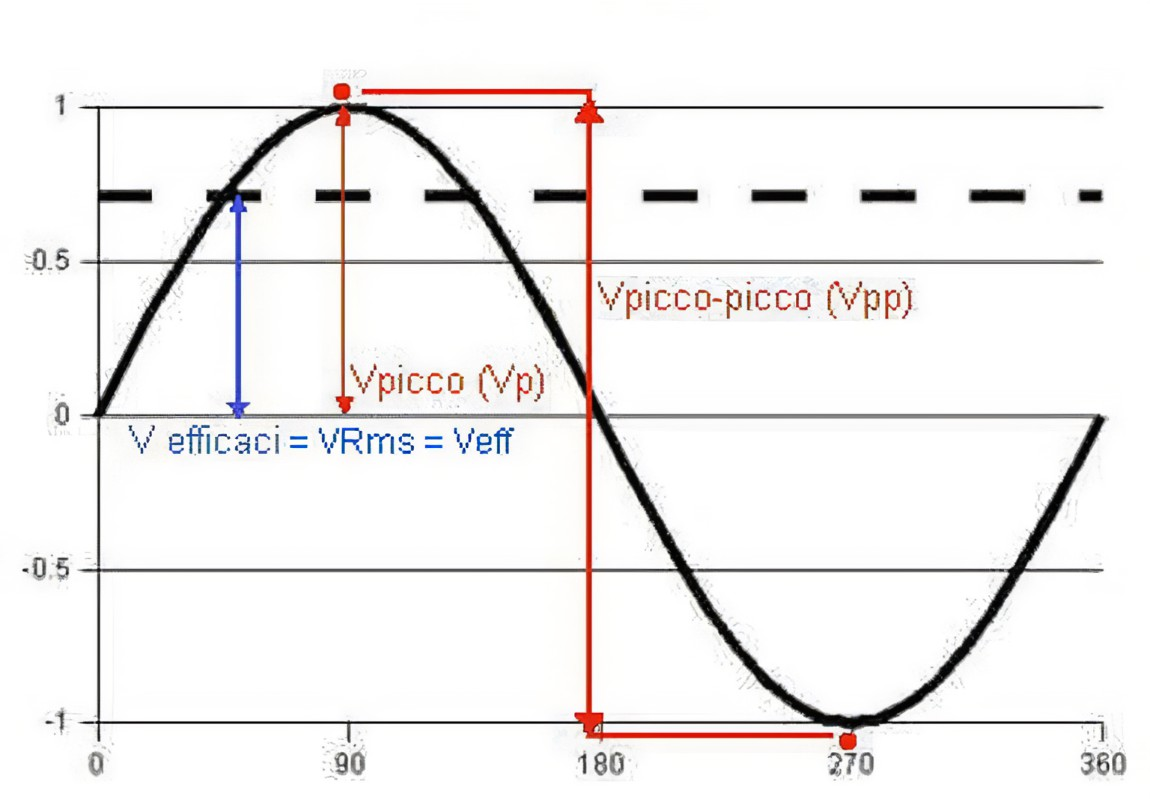 1
0.5
Vpicco-picco (Vpp)
Vpicco (Vp)
0
V efficaci = VRms = Veff
-0.5
-1
0 90 180 270 360